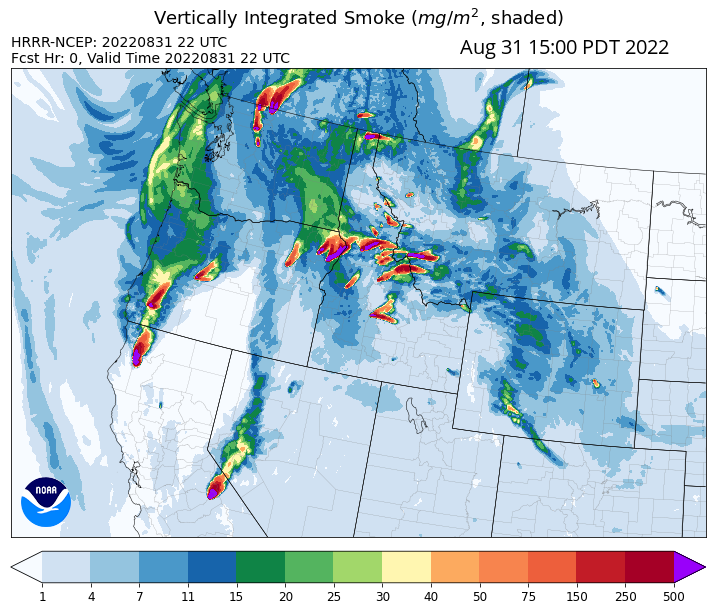 Vertically Integrated Smoke (mg/m², shaded)
HRRR-NCEP: 20220831 22 UTC
Fcst Hr: 0, Valid Time 20220831 22 UTC
Aug 31 15:00 PDT 2022
NOAA
1 4 7 11 15 20 25 30 40 50 75 150 250 500